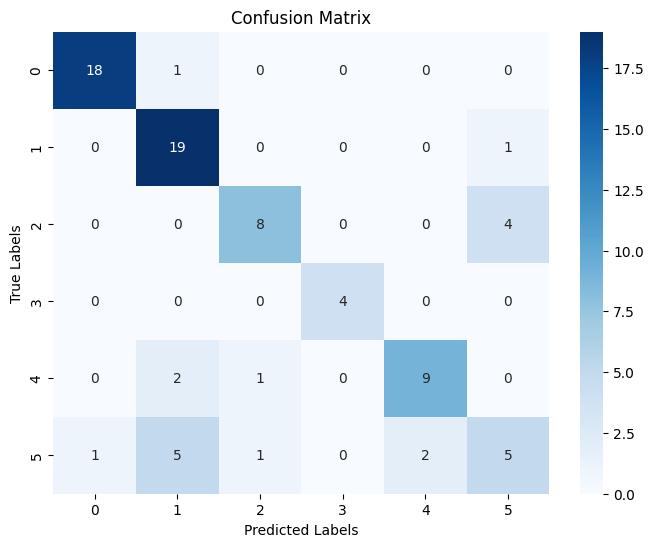 Confusion Matrix
0 18 1 0 0 0 0
1 0 19 0 0 0 1
2 0 0 8 0 0 4
3 0 0 0 4 0 0
4 0 2 1 0 9 0
5 1 5 1 0 2 5
0 1 2 3 4 5
True Labels
Predicted Labels
17.5
15.0
12.5
10.0
7.5
5.0
2.5
0.0